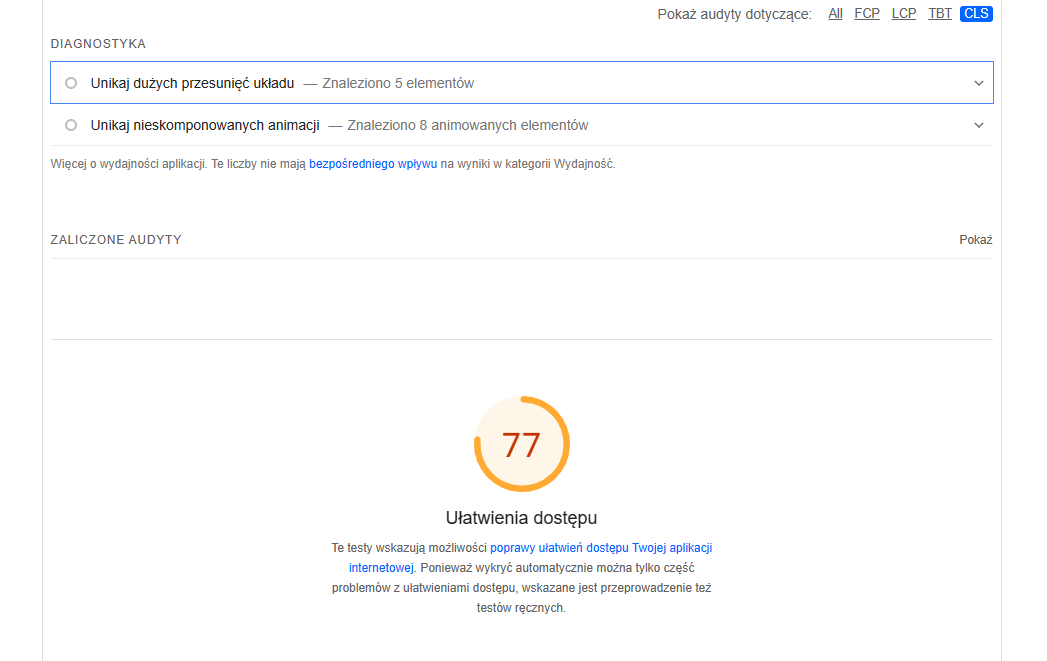 Pokaż audyty dotyczące: All FCP LCP TBT CLS
DIAGNOSTYKA
Unikaj dużych przesunięć układu — Znaleziono 5 elementów
Unikaj nieskomponowanych animacji — Znaleziono 8 animowanych elementów
Więcej o wydajności aplikacji. Te liczby nie mają bezpośredniego wpływu na wyniki w kategorii Wydajność.
ZALICZONE AUDYTY Pokaż
77
Ułatwienia dostępu
Te testy wskazują możliwości poprawy ułatwień dostępu Twojej aplikacji
internetowej. Ponieważ wykryć automatycznie można tylko część
problemów z ułatwieniami dostępu, wskazane jest przeprowadzenie też
testów ręcznych.